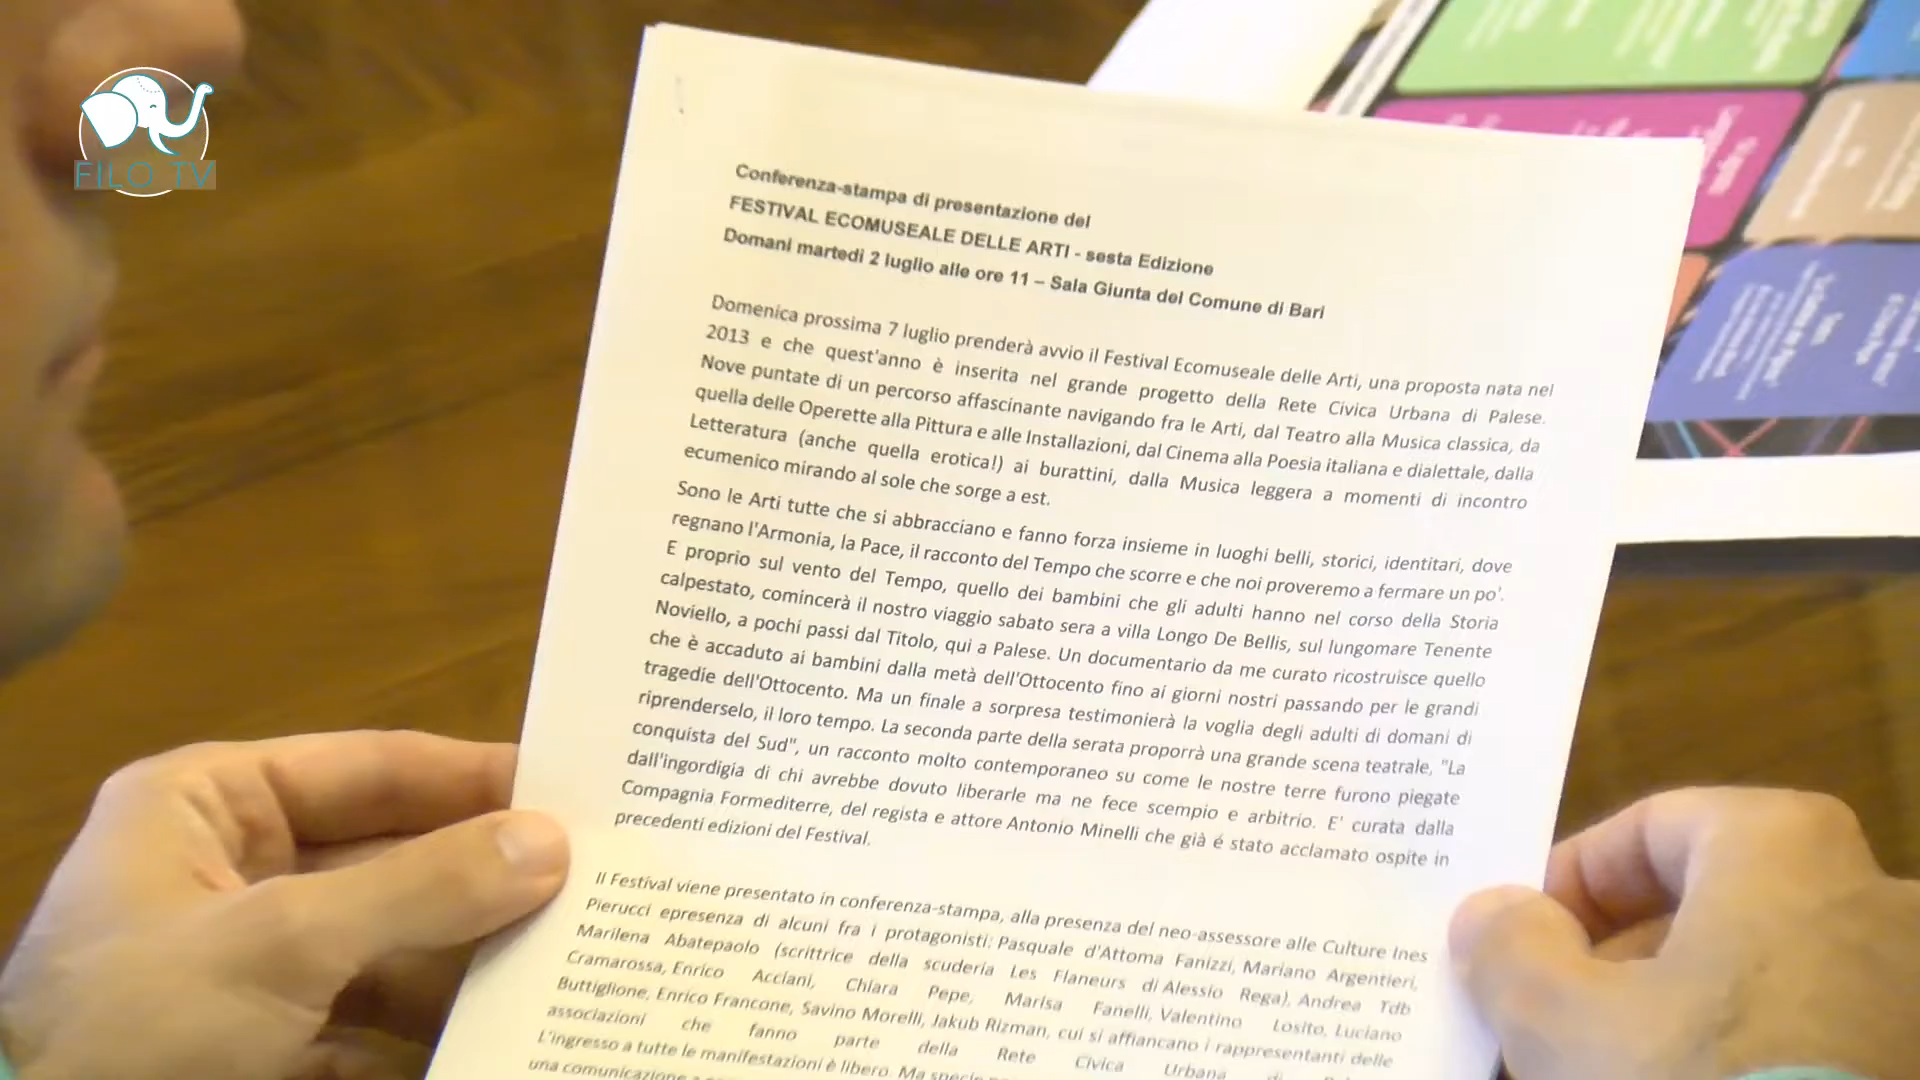 FILO TV
Conferenza-stampa di presentazione del
FESTIVAL ECOMUSEALE DELLE ARTI - sesta Edizione
Domani martedì 2 luglio alle ore 11 – Sala Giunta del Comune di Bari
Domenica prossima 7 luglio prenderà avvio il Festival Ecomuseale delle Arti, una proposta nata nel
2013 e che quest'anno è inserita nel grande progetto della Rete Civica Urbana di Palese.
Nove puntate di un percorso affascinante navigando fra le Arti, dal Teatro alla Musica classica, da
quella delle Operette alla Pittura e alle Installazioni, dal Cinema alla Poesia italiana e dialettale, dalla
Letteratura (anche quella erotica!) ai burattini, dalla Musica leggera a momenti di incontro
ecumenico mirando al sole che sorge a est.
Sono le Arti tutte che si abbracciano e fanno forza insieme in luoghi belli, storici, identitari, dove
regnano l'Armonia, la Pace, il racconto del Tempo che scorre e che noi proveremo a fermare un po'.
E proprio sul vento del Tempo, quello dei bambini che gli adulti hanno nel corso della Storia
calpestato, comincerà il nostro viaggio sabato sera a villa Longo De Bellis, sul lungomare Tenente
Noviello, a pochi passi dal Titolo, qui a Palese. Un documentario da me curato ricostruisce quello
che è accaduto ai bambini dalla metà dell'Ottocento fino ai giorni nostri passando per le grandi
tragedie dell'Ottocento. Ma un finale a sorpresa testimonierà la voglia degli adulti di domani di
riprenderselo, il loro tempo. La seconda parte della serata proporrà una grande scena teatrale, "La
conquista del Sud", un racconto molto contemporaneo su come le nostre terre furono piegate
dall'ingordigia di chi avrebbe dovuto liberarle ma ne fece scempio e arbitrio. E' curata dalla
Compagnia Formediterre, del regista e attore Antonio Minelli che già é stato acclamato ospite in
precedenti edizioni del Festival.
Il Festival viene presentato in conferenza-stampa, alla presenza del neo-assessore alle Culture Ines
Pierucci epresenza di alcuni fra i protagonisti: Pasquale d'Attoma Fanizzi, Mariano Argentieri,
Marilena Abatepaolo (scrittrice della scuderia Les Flaneurs di Alessio Rega), Andrea Tdb
Cramarossa, Enrico Acciani, Chiara Pepe, Marisa Fanelli, Valentino Losito, Luciano
Buttiglione, Enrico Francone, Savino Morelli, Jakub Rizman, cui si affiancano i rappresentanti delle
associazioni che fanno parte della Rete Civica Urbana di
L'ingresso a tutte le manifestazioni è libero. Ma
una comunicazione